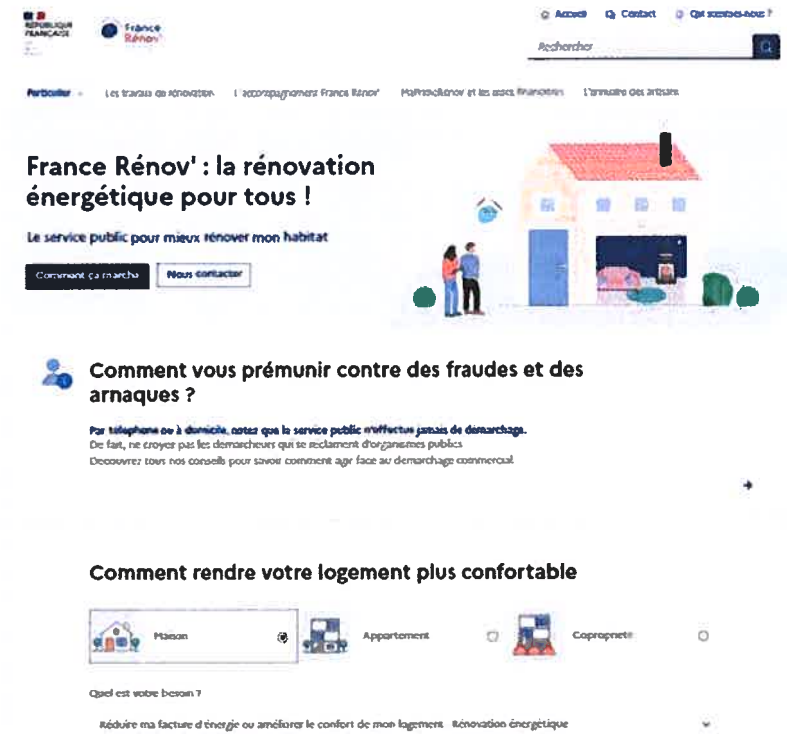 RÉPUBLIQUE
FRANÇAISE
France
Rénov'
Accueil
Contact
Qui sommes-nous ?
Rechercher
Particulier
Les travaux de rénovation
L'accompagnement France Rénov'
MaPrimeRénov' et les aides financières
L'annuaire des artisans
France Rénov' : la rénovation
énergétique pour tous !
Le service public pour mieux rénover mon habitat
Comment ça marche
Nous contacter
Comment vous prémunir contre des fraudes et des
arnaques ?
Par téléphone ou à domicile, notez que le service public n'effectue jamais de démarchage.
De fait, ne croyez pas les démarcheurs qui se réclament d'organismes publics
Découvrez tous nos conseils pour savoir comment agir face au démarchage commercial
Comment rendre votre logement plus confortable
Maison
Appartement
Copropriété
Quel est votre besoin ?
Réduire ma facture d'énergie ou améliorer le confort de mon logement Rénovation énergétique